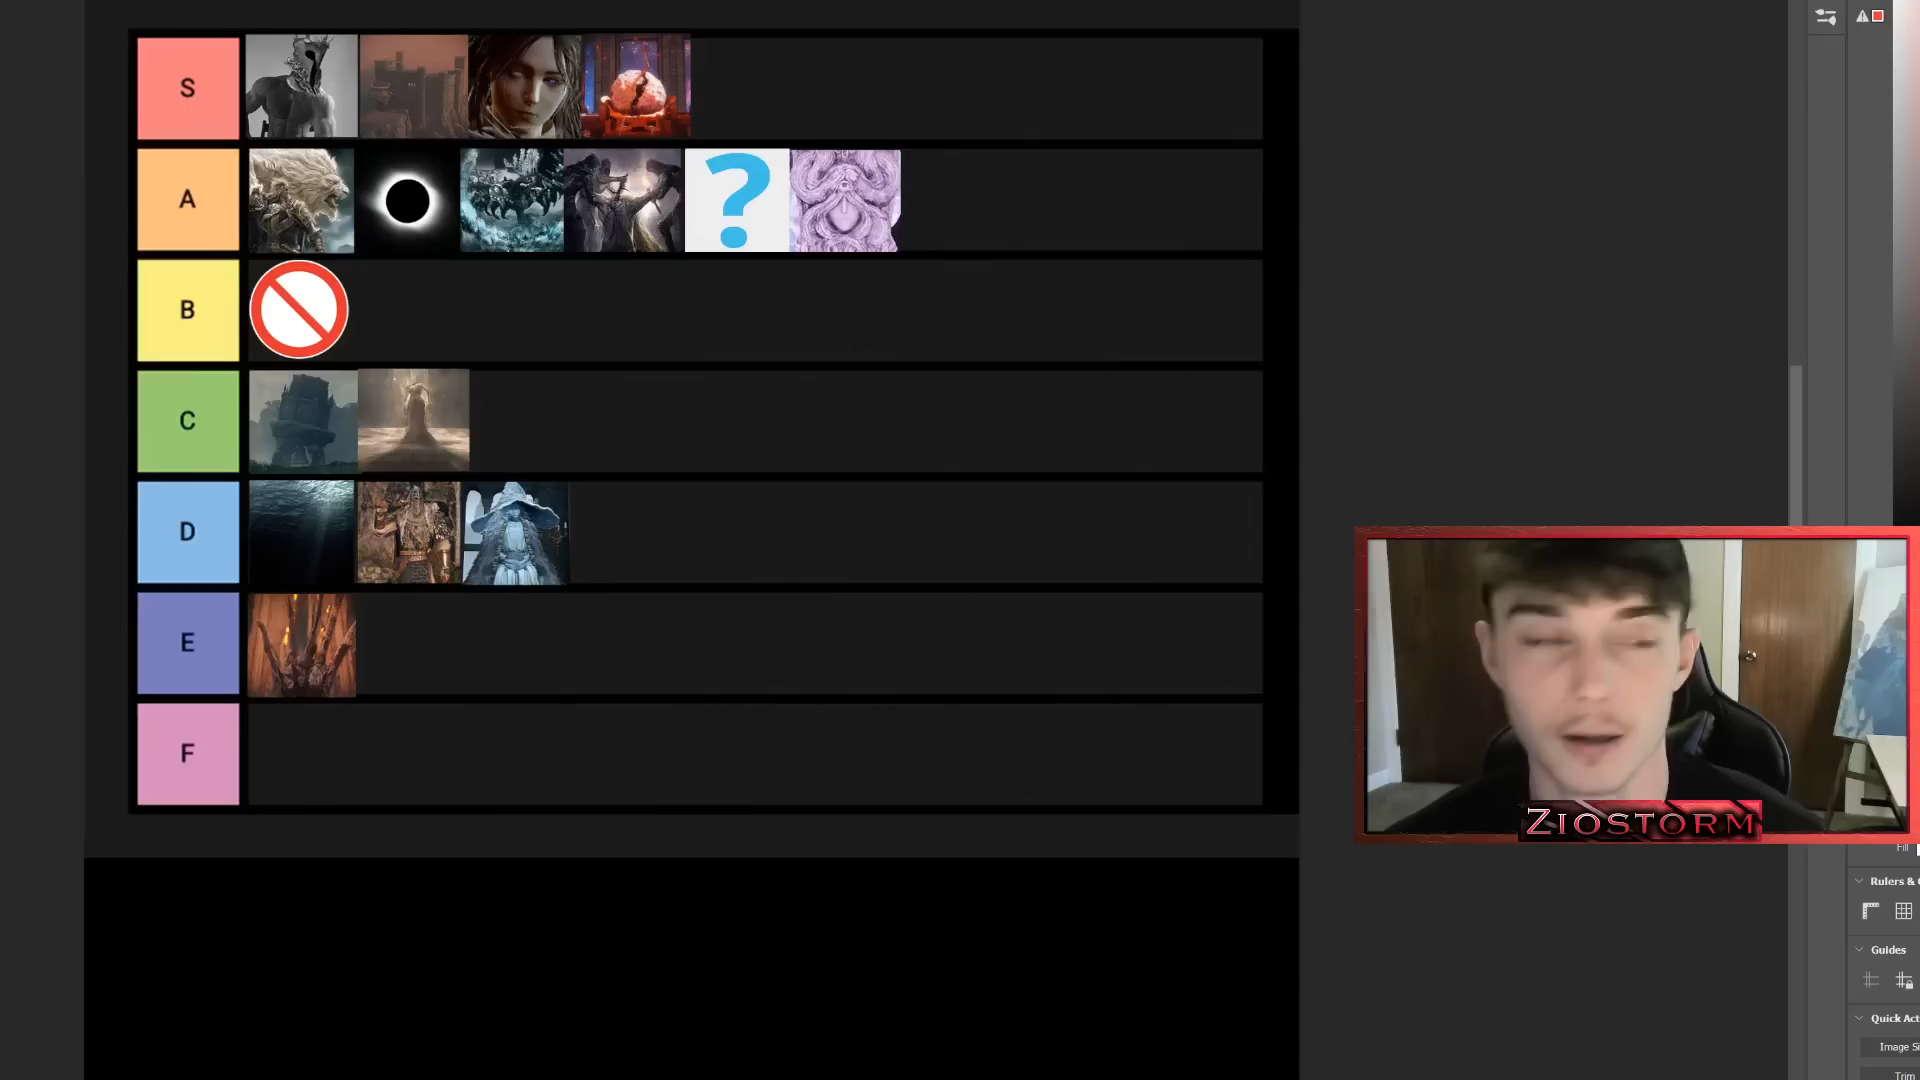 S
A
?
B
C
D
E
F
ZIOSTORM
Fill
Rulers & G
Guides
Quick Act
Image Si
Trim